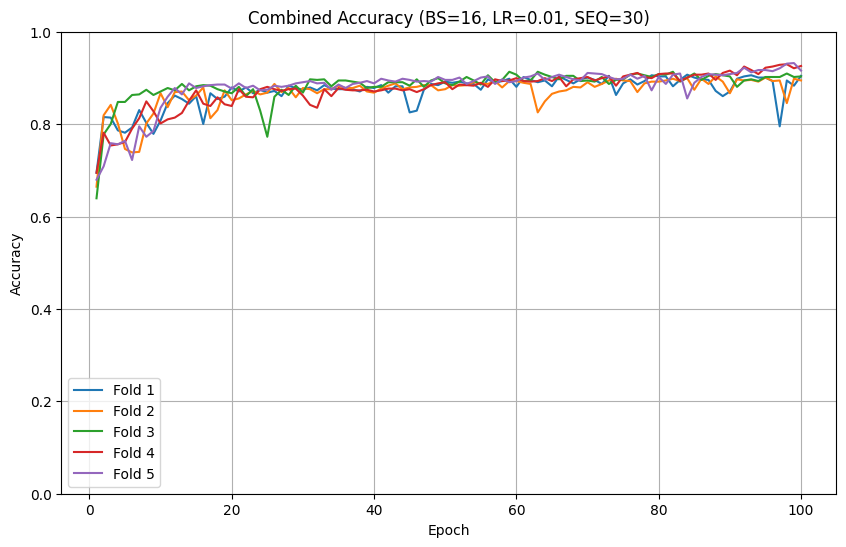 Combined Accuracy (BS=16, LR=0.01, SEQ=30)
1.0
0.8
0.6
0.4
0.2
0.0
Accuracy
Fold 1
Fold 2
Fold 3
Fold 4
Fold 5
0 20 40 60 80 100
Epoch